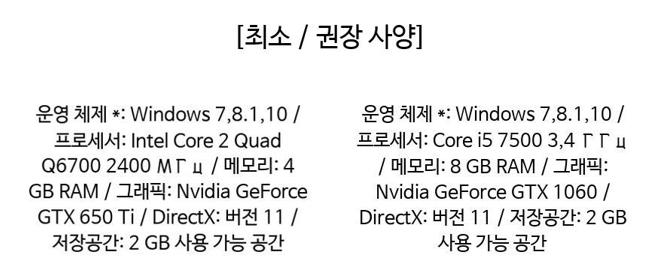 [최소 / 권장 사양]
운영 체제 *: Windows 7,8.1,10 /
프로세서: Intel Core 2 Quad
Q6700 2400 МГц / 메모리: 4
GB RAM / 그래픽: Nvidia GeForce
GTX 650 Ti / DirectX: 버전 11 /
저장공간: 2 GB 사용 가능 공간
운영 체제 *: Windows 7,8.1,10 /
프로세서: Core i5 7500 3,4 ГГц
/ 메모리: 8 GB RAM / 그래픽:
Nvidia GeForce GTX 1060 /
DirectX: 버전 11 / 저장공간: 2 GB
사용 가능 공간